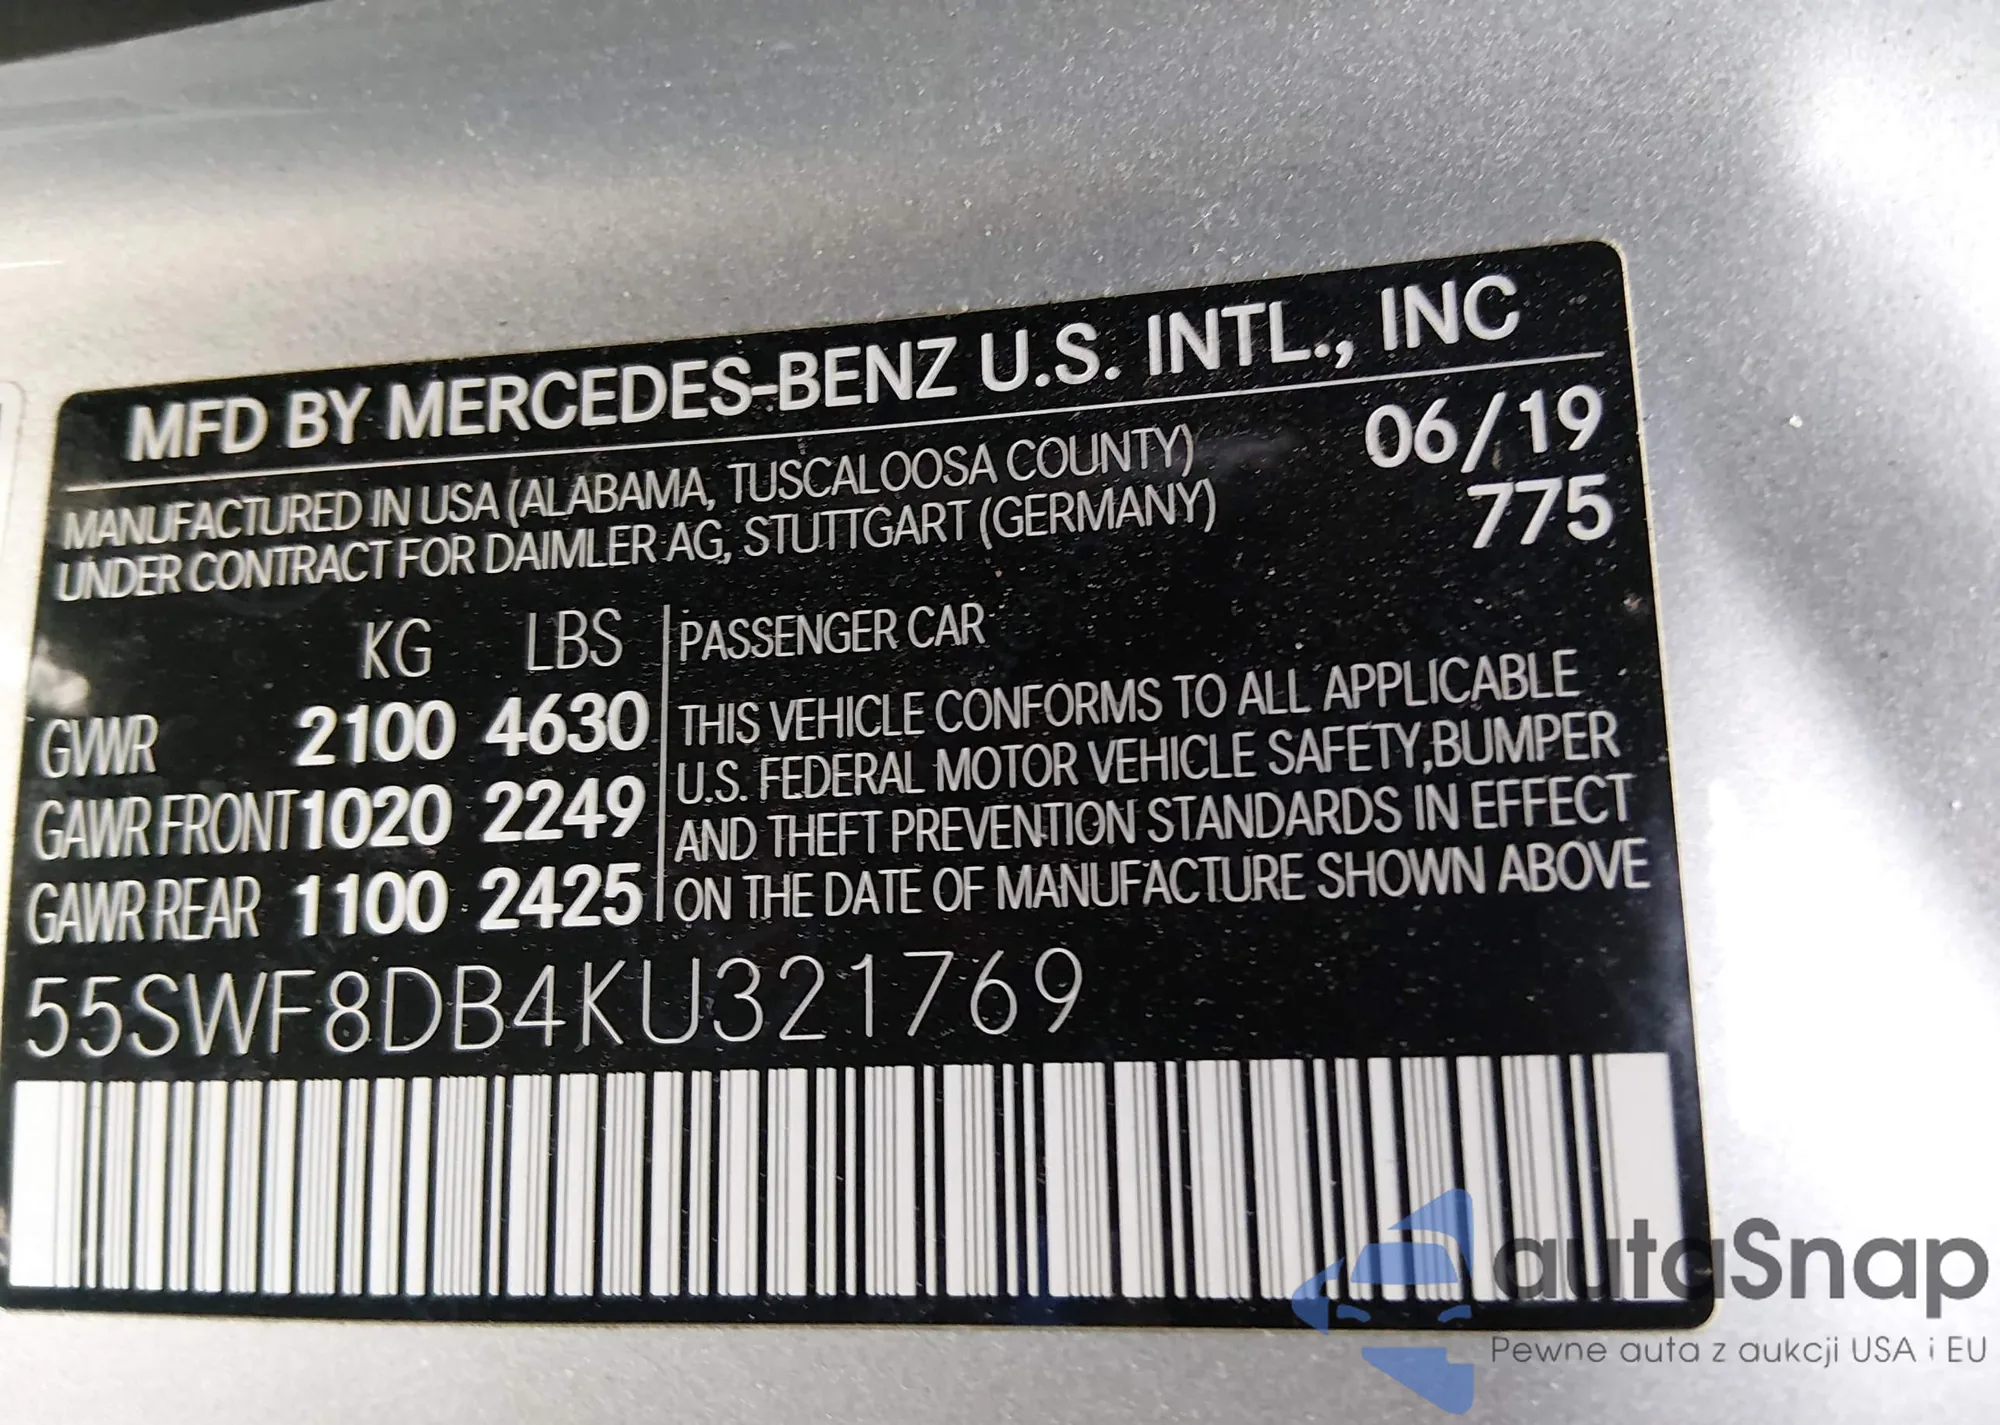 MFD BY MERCEDES-BENZ U.S. INTL., INC
MANUFACTURED IN USA (ALABAMA, TUSCALOOSA COUNTY) 06/19
UNDER CONTRACT FOR DAIMLER AG, STUTTGART (GERMANY) 775
KG LBS PASSENGER CAR
GVWR 2100 4630 THIS VEHICLE CONFORMS TO ALL APPLICABLE
U.S. FEDERAL MOTOR VEHICLE SAFETY,BUMPER
GAWR FRONT 1020 2249 AND THEFT PREVENTION STANDARDS IN EFFECT
GAWR REAR 1100 2425 ON THE DATE OF MANUFACTURE SHOWN ABOVE
55SWF8DB4KU321769
autaSnap
Pewne auta z aukcji USA i EU